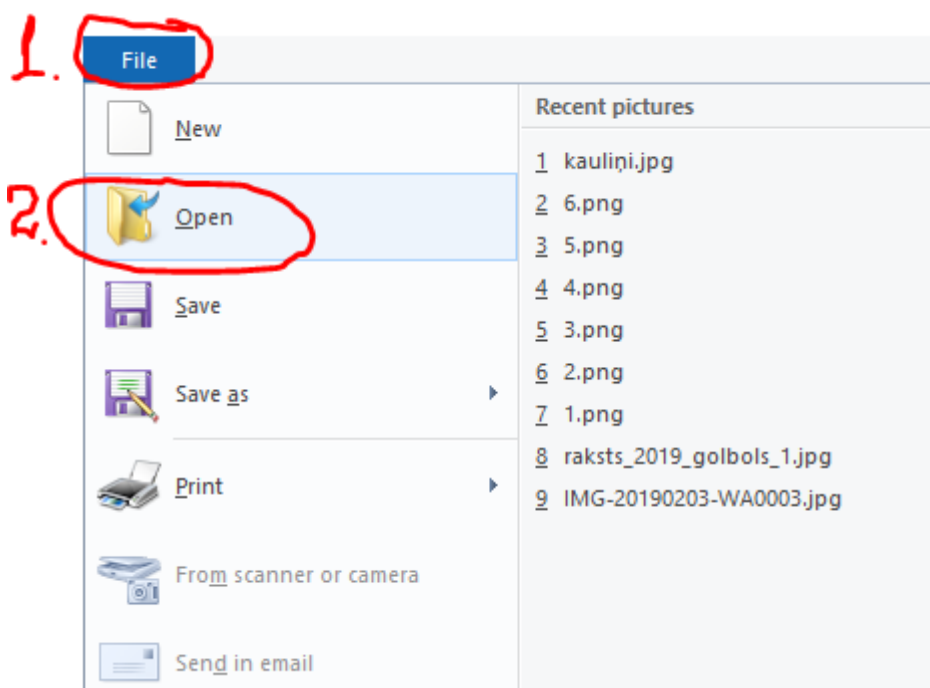 1.
File
New
2.
Open
Save
Save as
Print
From scanner or camera
Send in email
Recent pictures
1 kauliņi.jpg
2 6.png
3 5.png
4 4.png
5 3.png
6 2.png
7 1.png
8 raksts_2019_golbols_1.jpg
9 IMG-20190203-WA0003.jpg